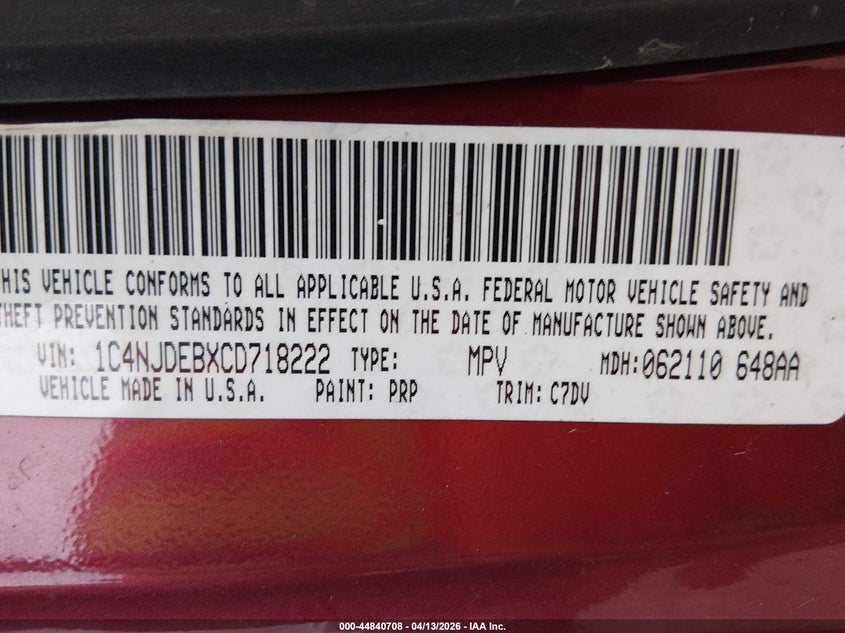 HIS VEHICLE CONFORMS TO ALL APPLICABLE U.S.A. FEDERAL MOTOR VEHICLE SAFETY AND
THEFT PREVENTION STANDARDS IN EFFECT ON THE DATE OF MANUFACTURE SHOWN ABOVE.
VIN: 1C4NJDEBXCD718222 TYPE: MPV MDH:062110 648AA
VEHICLE MADE IN U.S.A. PAINT: PRP TRIM: C7DV
000-44840708 - 04/13/2026 - IAA Inc.